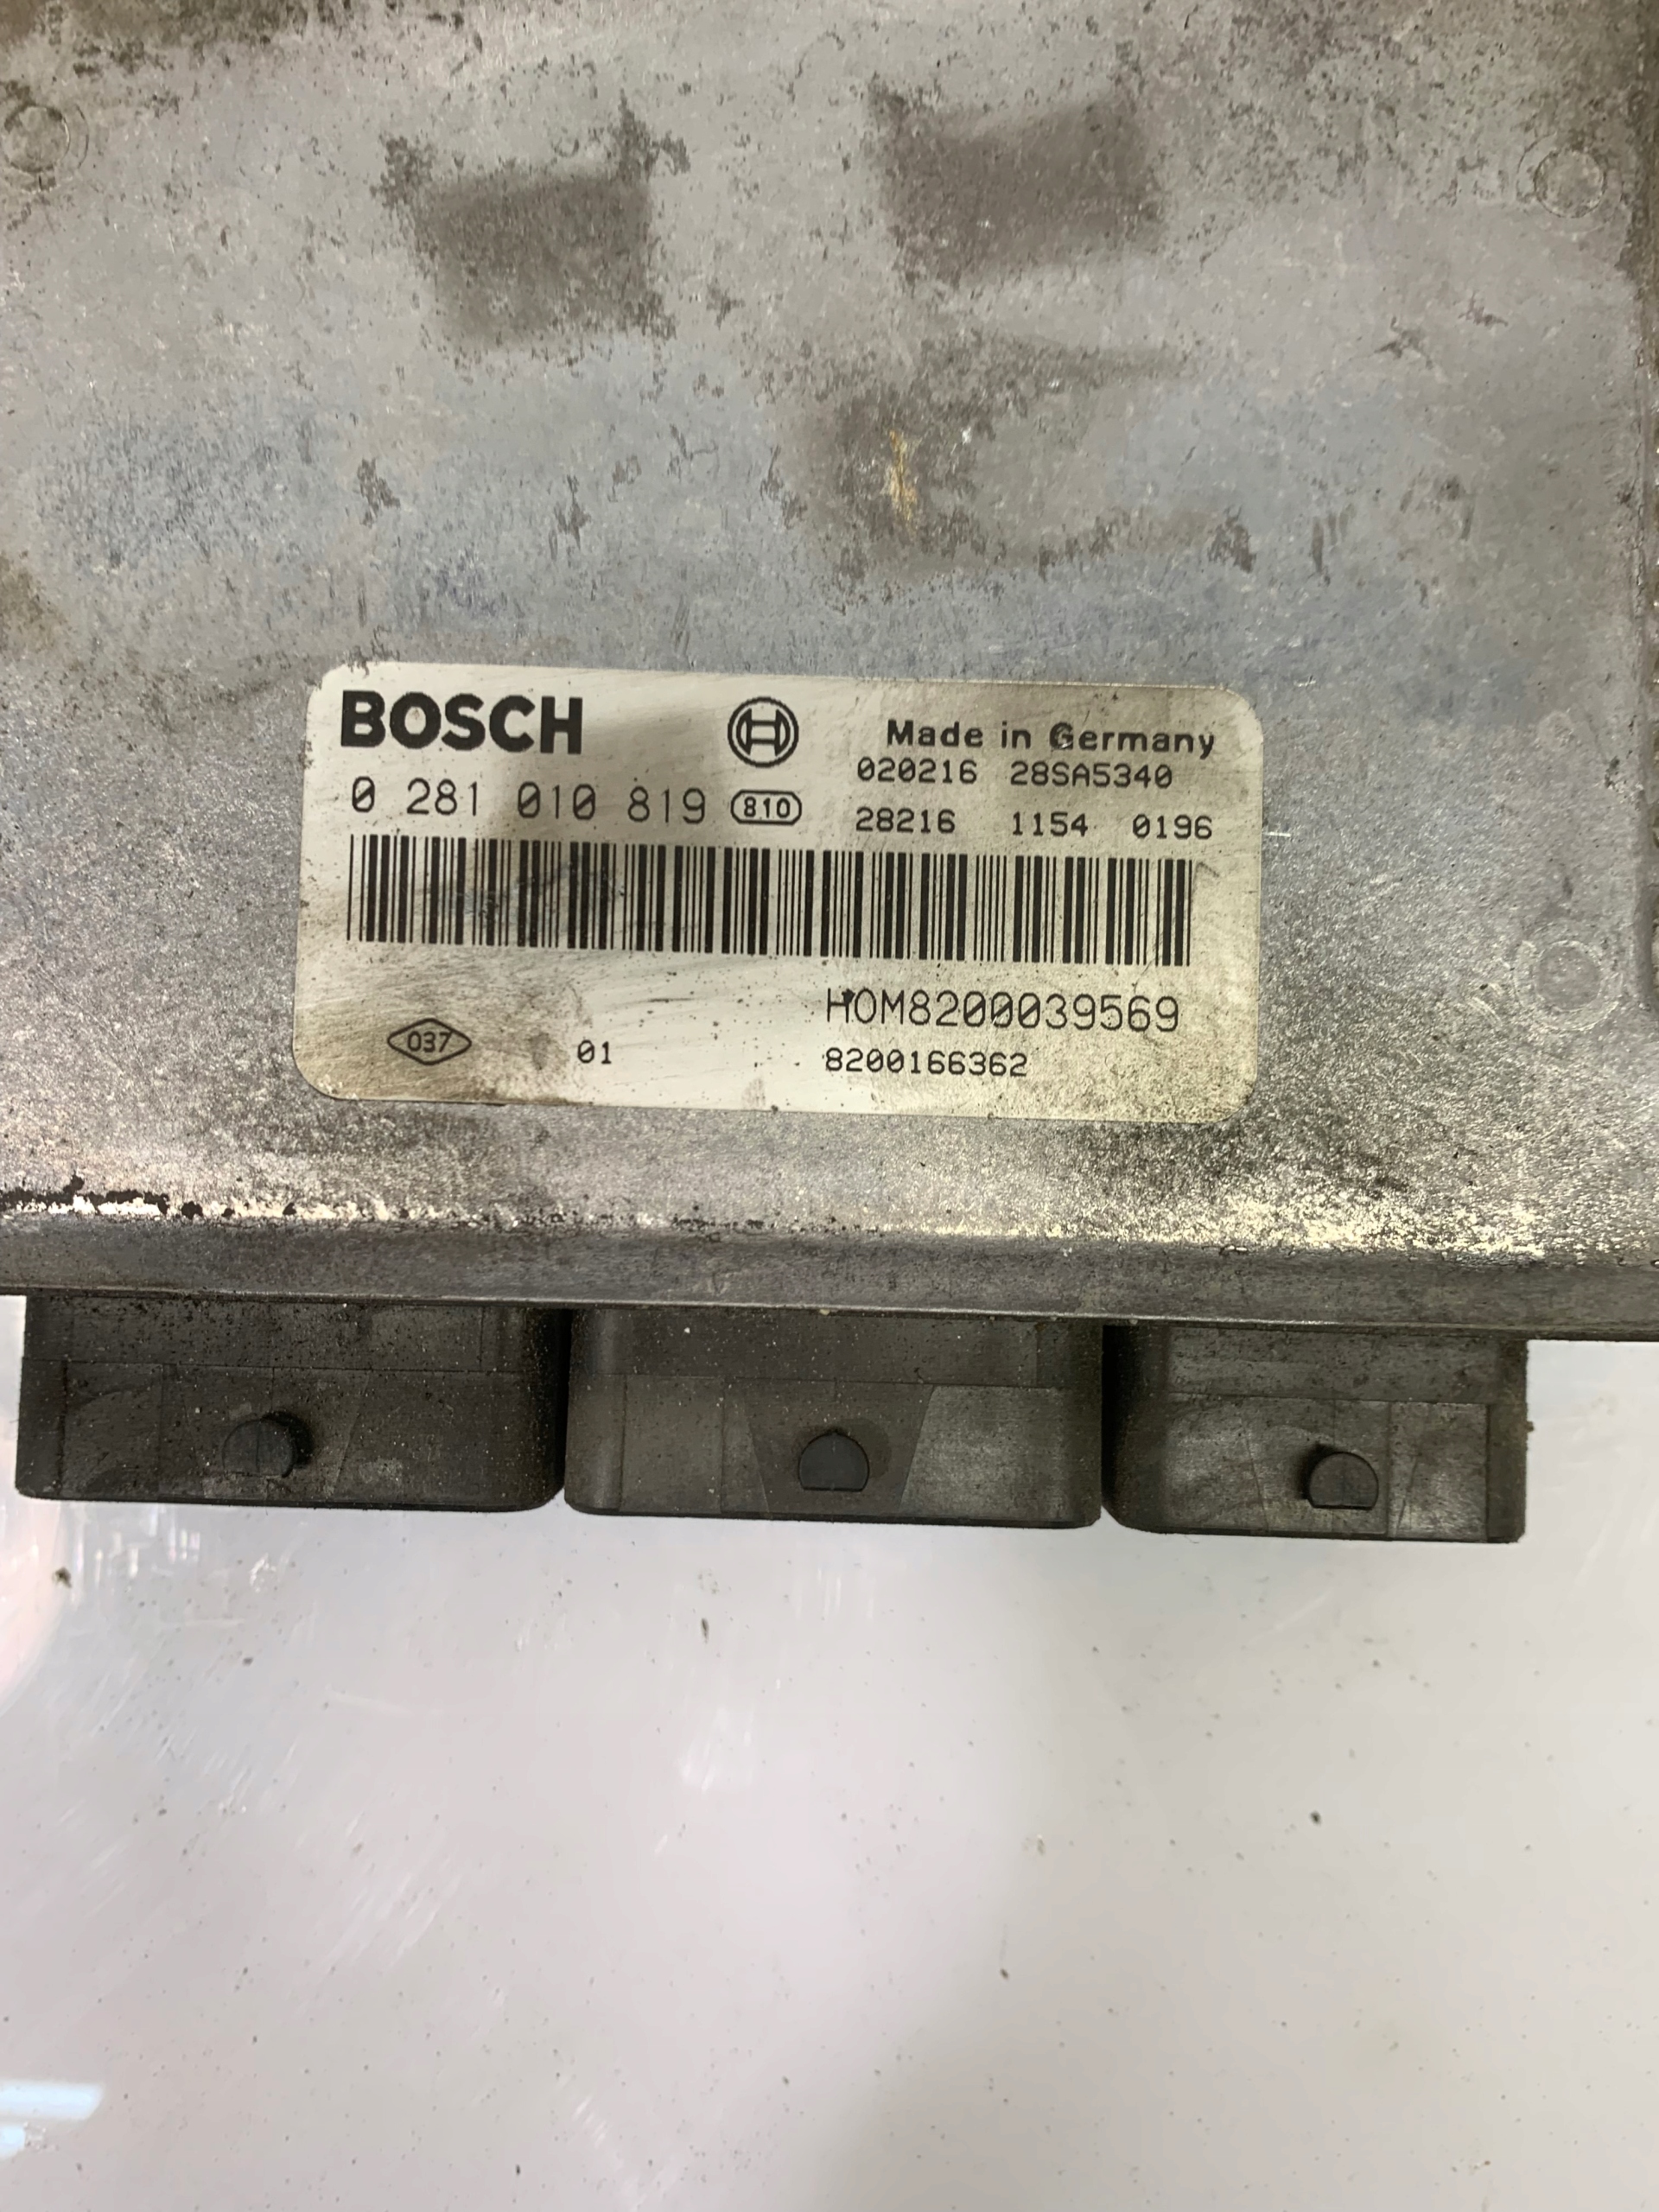 BOSCH
Made in Germany
020216 28SA5340
0 281 010 819 810
28216 1154 0196
HOM8200039569
037 01 8200166362